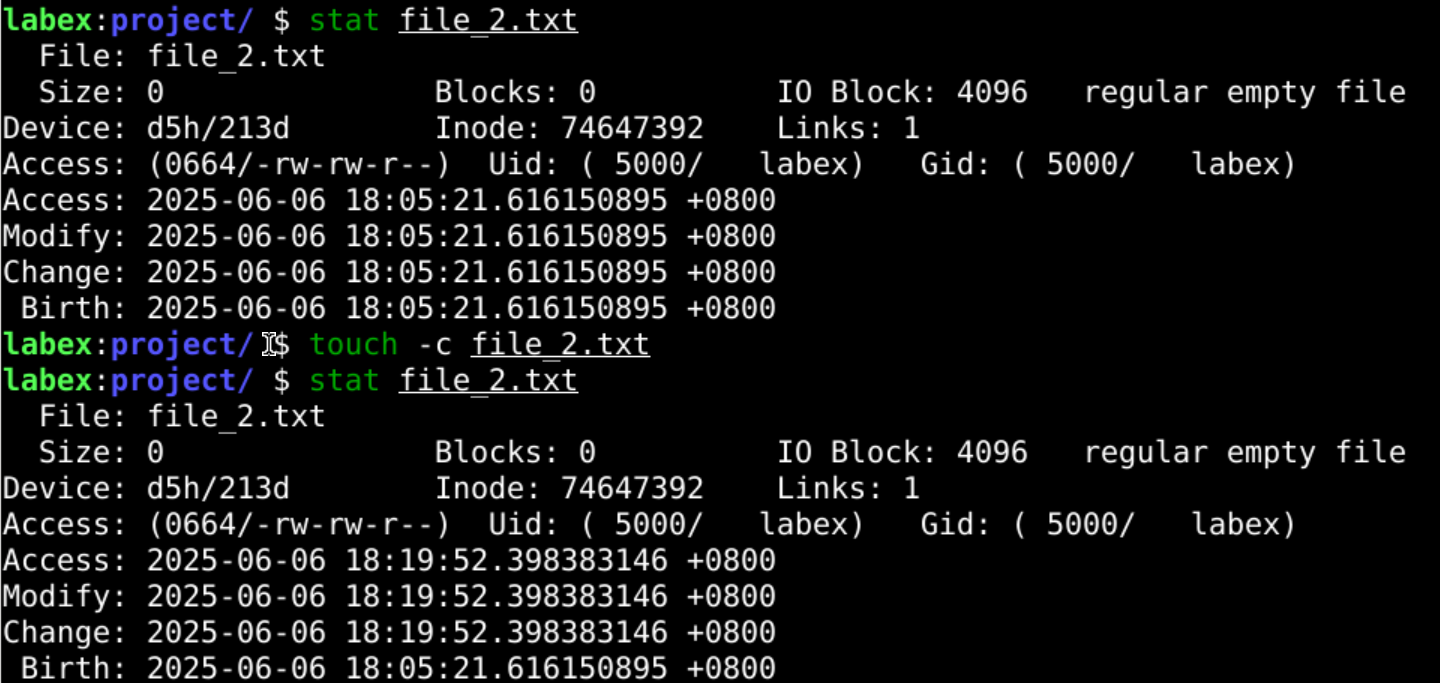 labex:project/ $ stat file_2.txt
  File: file_2.txt
  Size: 0               Blocks: 0          IO Block: 4096   regular empty file
Device: d5h/213d        Inode: 74647392    Links: 1
Access: (0664/-rw-rw-r--)  Uid: ( 5000/   labex)   Gid: ( 5000/   labex)
Access: 2025-06-06 18:05:21.616150895 +0800
Modify: 2025-06-06 18:05:21.616150895 +0800
Change: 2025-06-06 18:05:21.616150895 +0800
 Birth: 2025-06-06 18:05:21.616150895 +0800
labex:project/ $ touch -c file_2.txt
labex:project/ $ stat file_2.txt
  File: file_2.txt
  Size: 0               Blocks: 0          IO Block: 4096   regular empty file
Device: d5h/213d        Inode: 74647392    Links: 1
Access: (0664/-rw-rw-r--)  Uid: ( 5000/   labex)   Gid: ( 5000/   labex)
Access: 2025-06-06 18:19:52.398383146 +0800
Modify: 2025-06-06 18:19:52.398383146 +0800
Change: 2025-06-06 18:19:52.398383146 +0800
 Birth: 2025-06-06 18:05:21.616150895 +0800